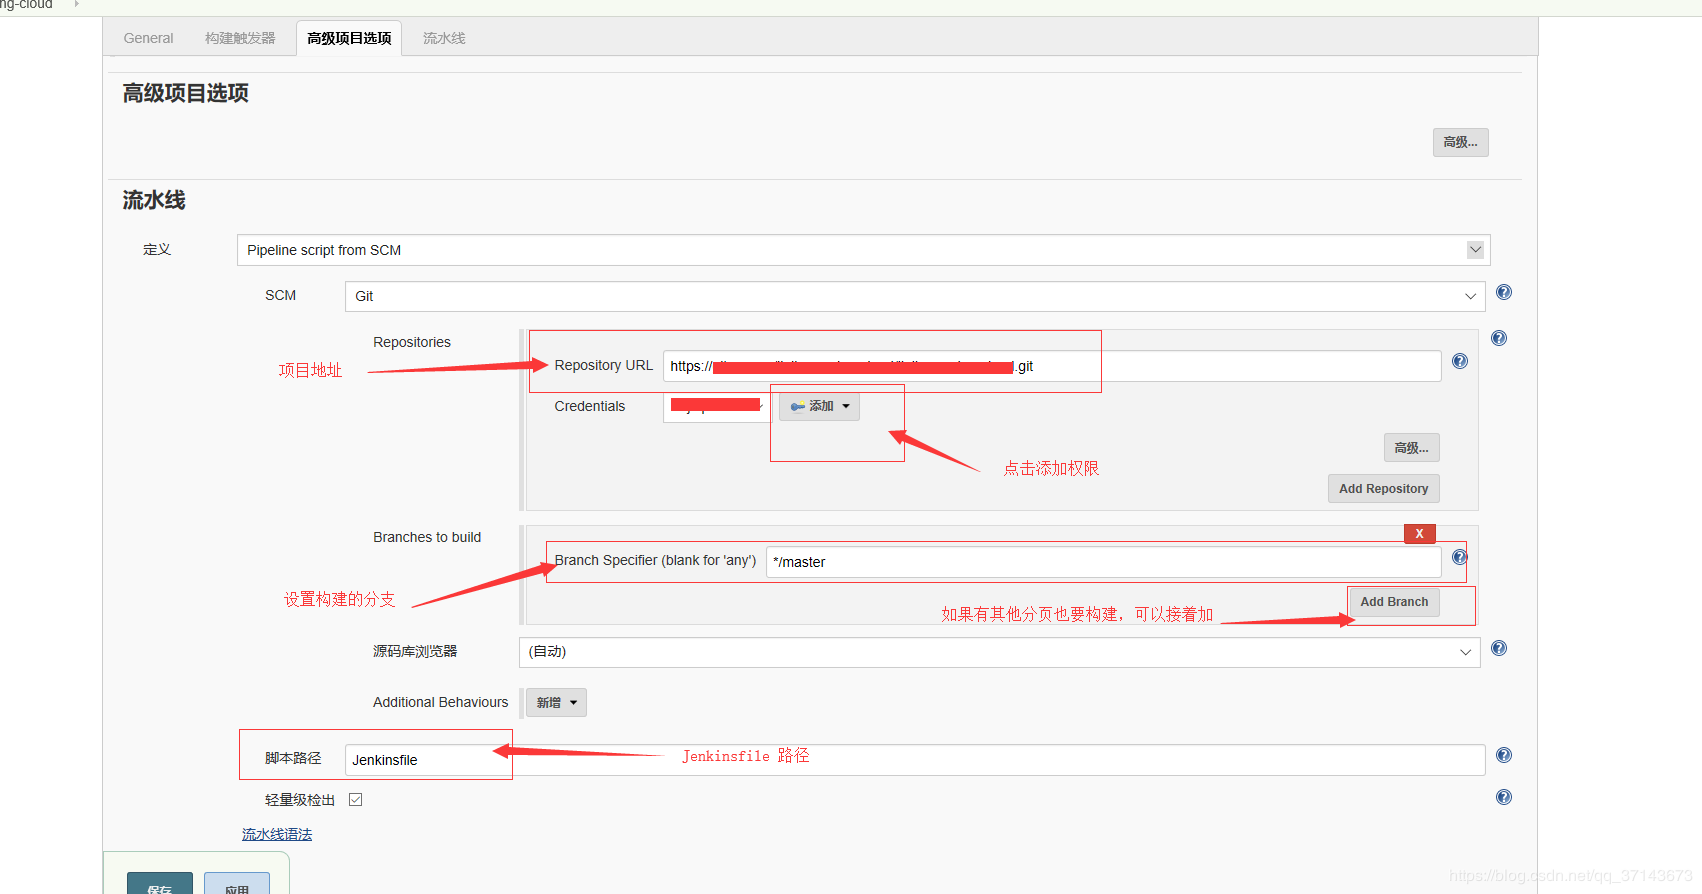 ng-cloud
General 构建触发器 高级项目选项 流水线
高级项目选项
高级...
流水线
定义 Pipeline script from SCM
SCM Git
Repositories
项目地址 Repository URL https:// .git
Credentials 添加
点击添加权限
高级...
Add Repository
Branches to build X
Branch Specifier (blank for 'any') */master
设置构建的分支
Add Branch
如果有其他分页也要构建，可以接着加
源码库浏览器 (自动)
Additional Behaviours 新增
脚本路径 Jenkinsfile
Jenkinsfile 路径
轻量级检出
流水线语法
保存 应用
https://blog.csdn.net/qq_37143673